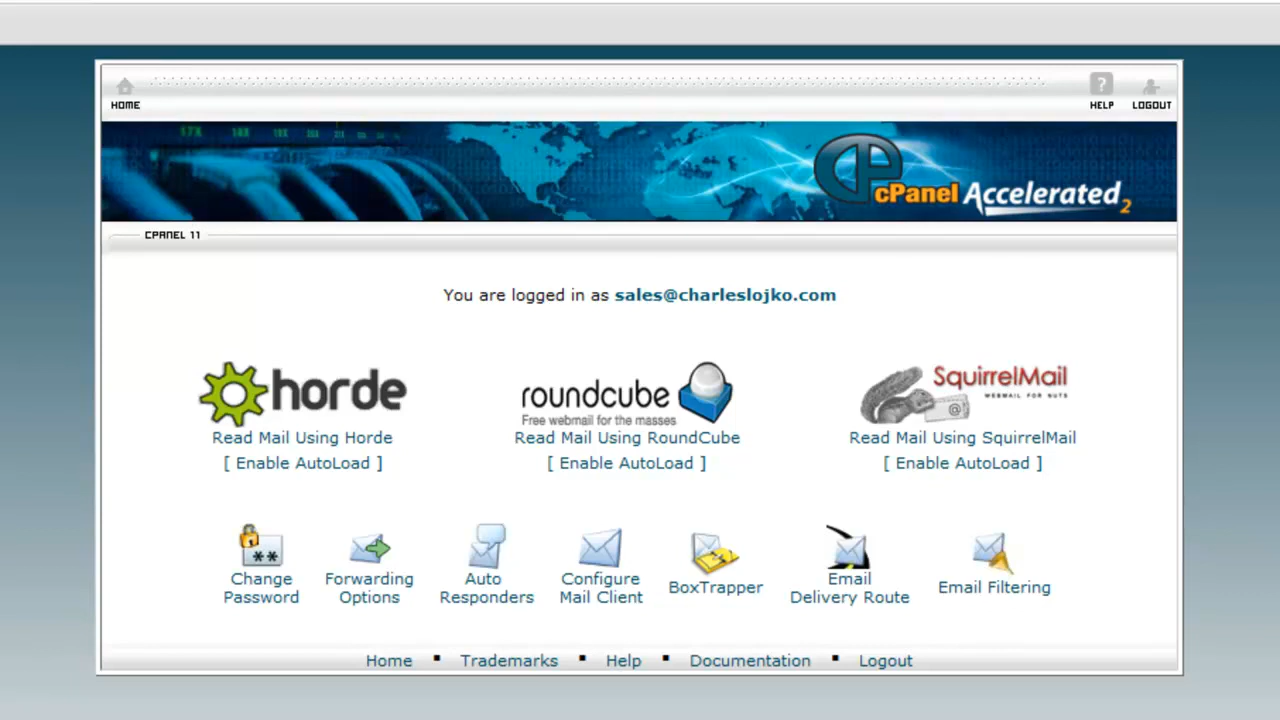 HOME
HELP
LOGOUT
cPanel Accelerated 2
CPANEL 11
You are logged in as sales@charleslojko.com
horde
roundcube
Free webmail for the masses
SquirrelMail
WEBMAIL FOR NUTS
Read Mail Using Horde
Read Mail Using RoundCube
Read Mail Using SquirrelMail
[ Enable AutoLoad ]
[ Enable AutoLoad ]
[ Enable AutoLoad ]
Change
Password
Forwarding
Options
Auto
Responders
Configure
Mail Client
BoxTrapper
Email
Delivery Route
Email Filtering
Home ▪ Trademarks ▪ Help ▪ Documentation ▪ Logout